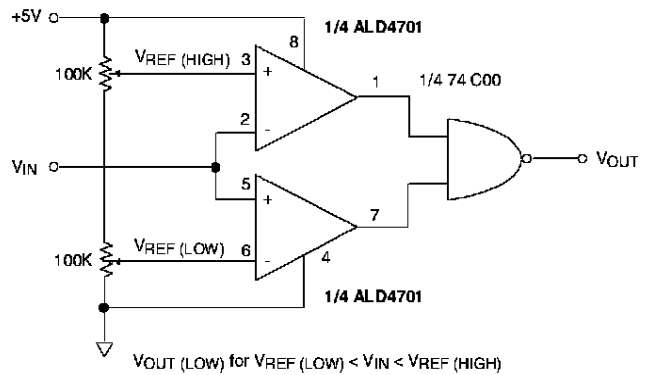 +5V
1/4 ALD4701
8
VREF (HIGH)
3
+
100K
1
1/4 74 C00
2
-
VIN
VOUT
5
+
7
VREF (LOW)
6
-
4
100K
1/4 ALD4701
VOUT (LOW) for VREF (LOW) < VIN < VREF (HIGH)